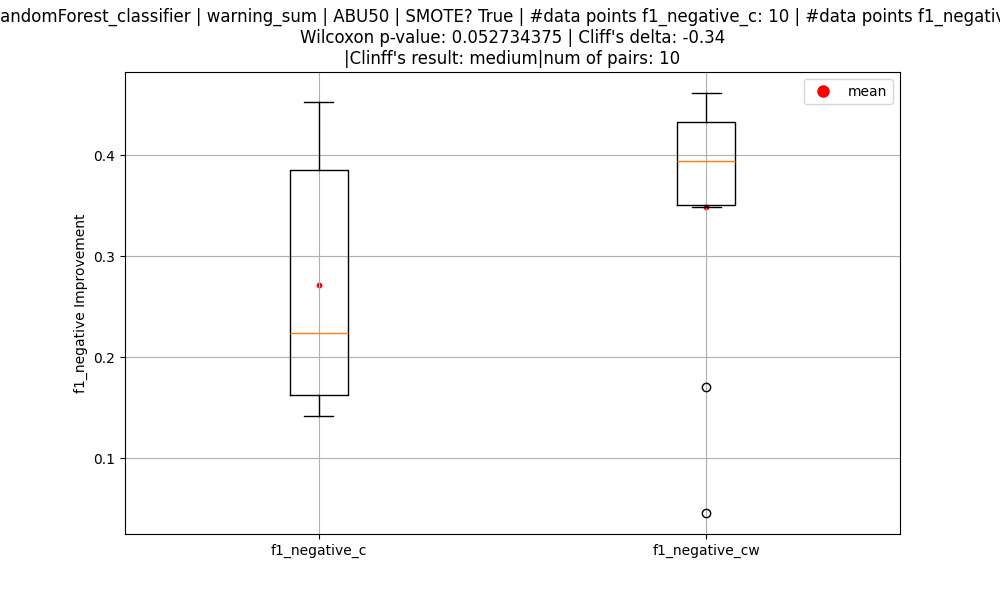 andomForest_classifier | warning_sum | ABU50 | SMOTE? True | #data points f1_negative_c: 10 | #data points f1_negativ
Wilcoxon p-value: 0.052734375 | Cliff's delta: -0.34
|Clinff's result: medium|num of pairs: 10
mean
0.4
0.3
0.2
0.1
f1_negative Improvement
f1_negative_c
f1_negative_cw